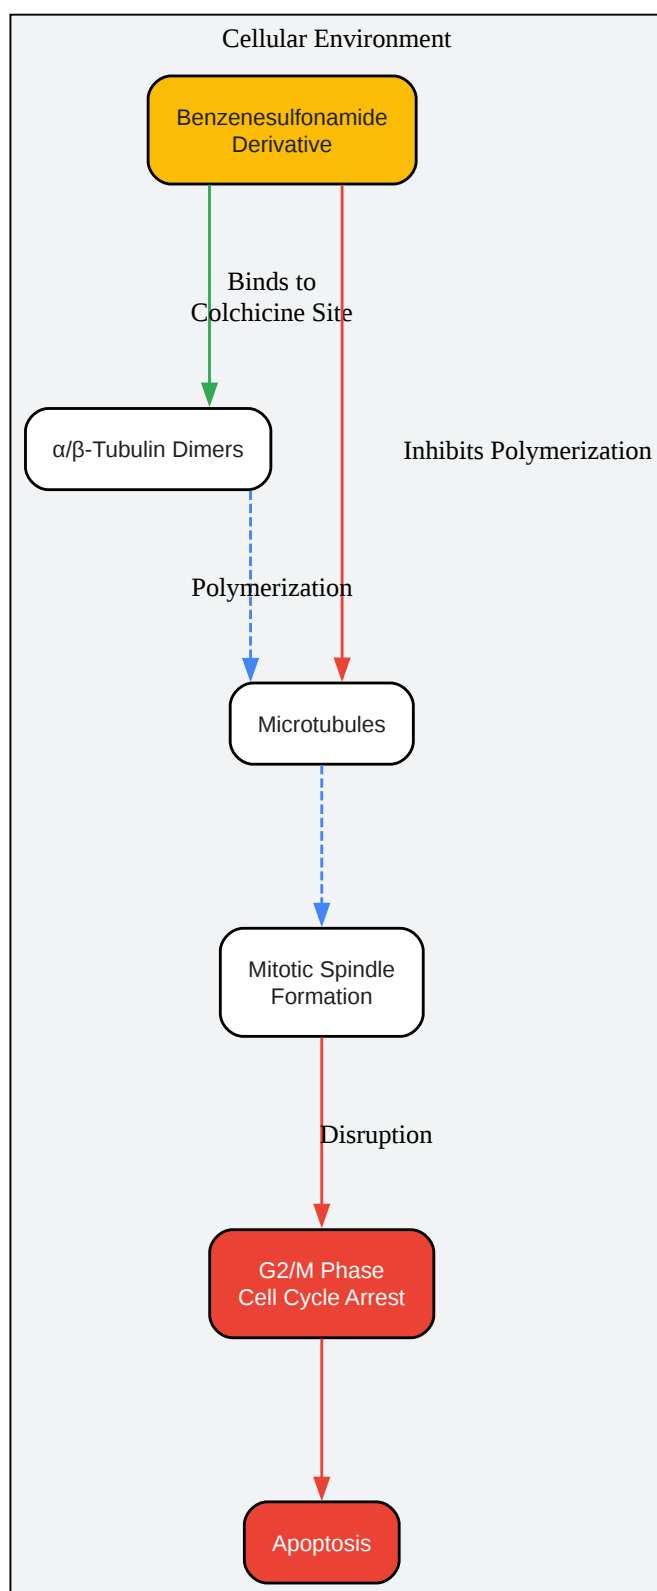 Cellular Environment
Benzenesulfonamide
Derivative
Binds to
Colchicine Site
α/β-Tubulin Dimers
Inhibits Polymerization
Polymerization
Microtubules
Mitotic Spindle
Formation
Disruption
G2/M Phase
Cell Cycle Arrest
Apoptosis